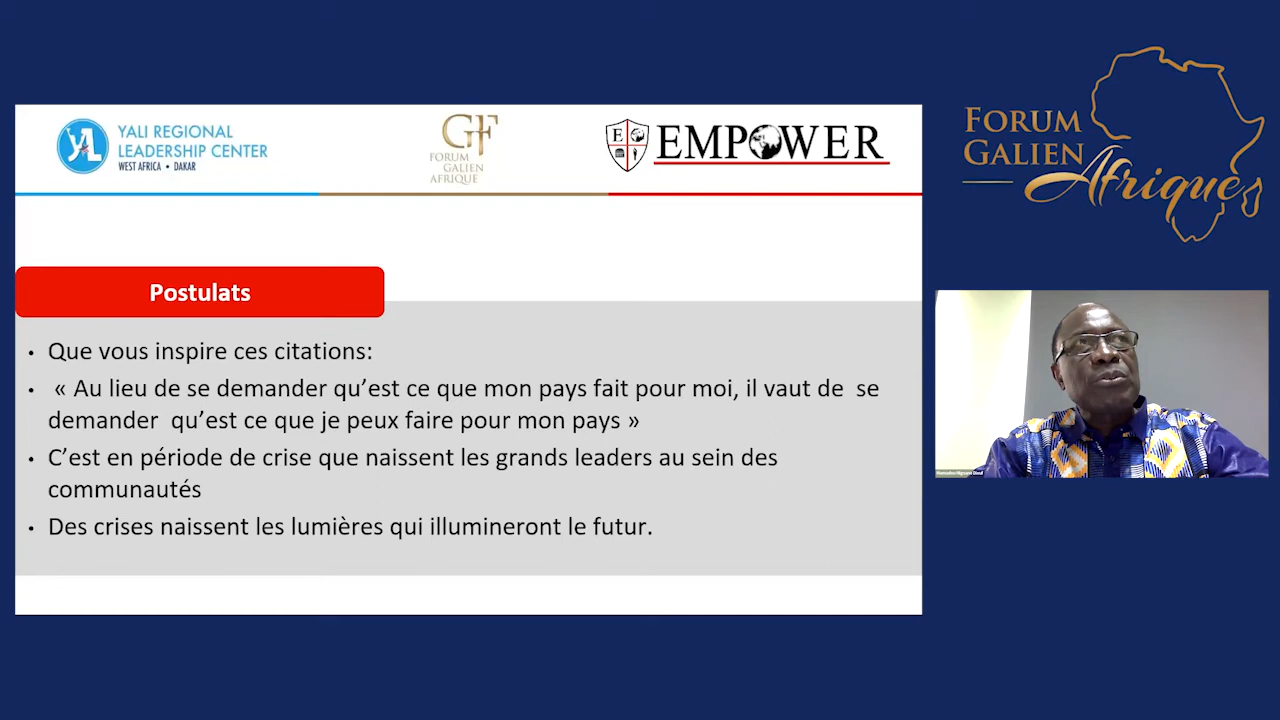 YALI REGIONAL
LEADERSHIP CENTER
WEST AFRICA • DAKAR
GF
FORUM
GALIEN
AFRIQUE
E
EMPOWER
FORUM
GALIEN
Afrique
Postulats
• Que vous inspire ces citations:
• « Au lieu de se demander qu’est ce que mon pays fait pour moi, il vaut de se
demander qu’est ce que je peux faire pour mon pays »
• C’est en période de crise que naissent les grands leaders au sein des
communautés
• Des crises naissent les lumières qui illumineront le futur.